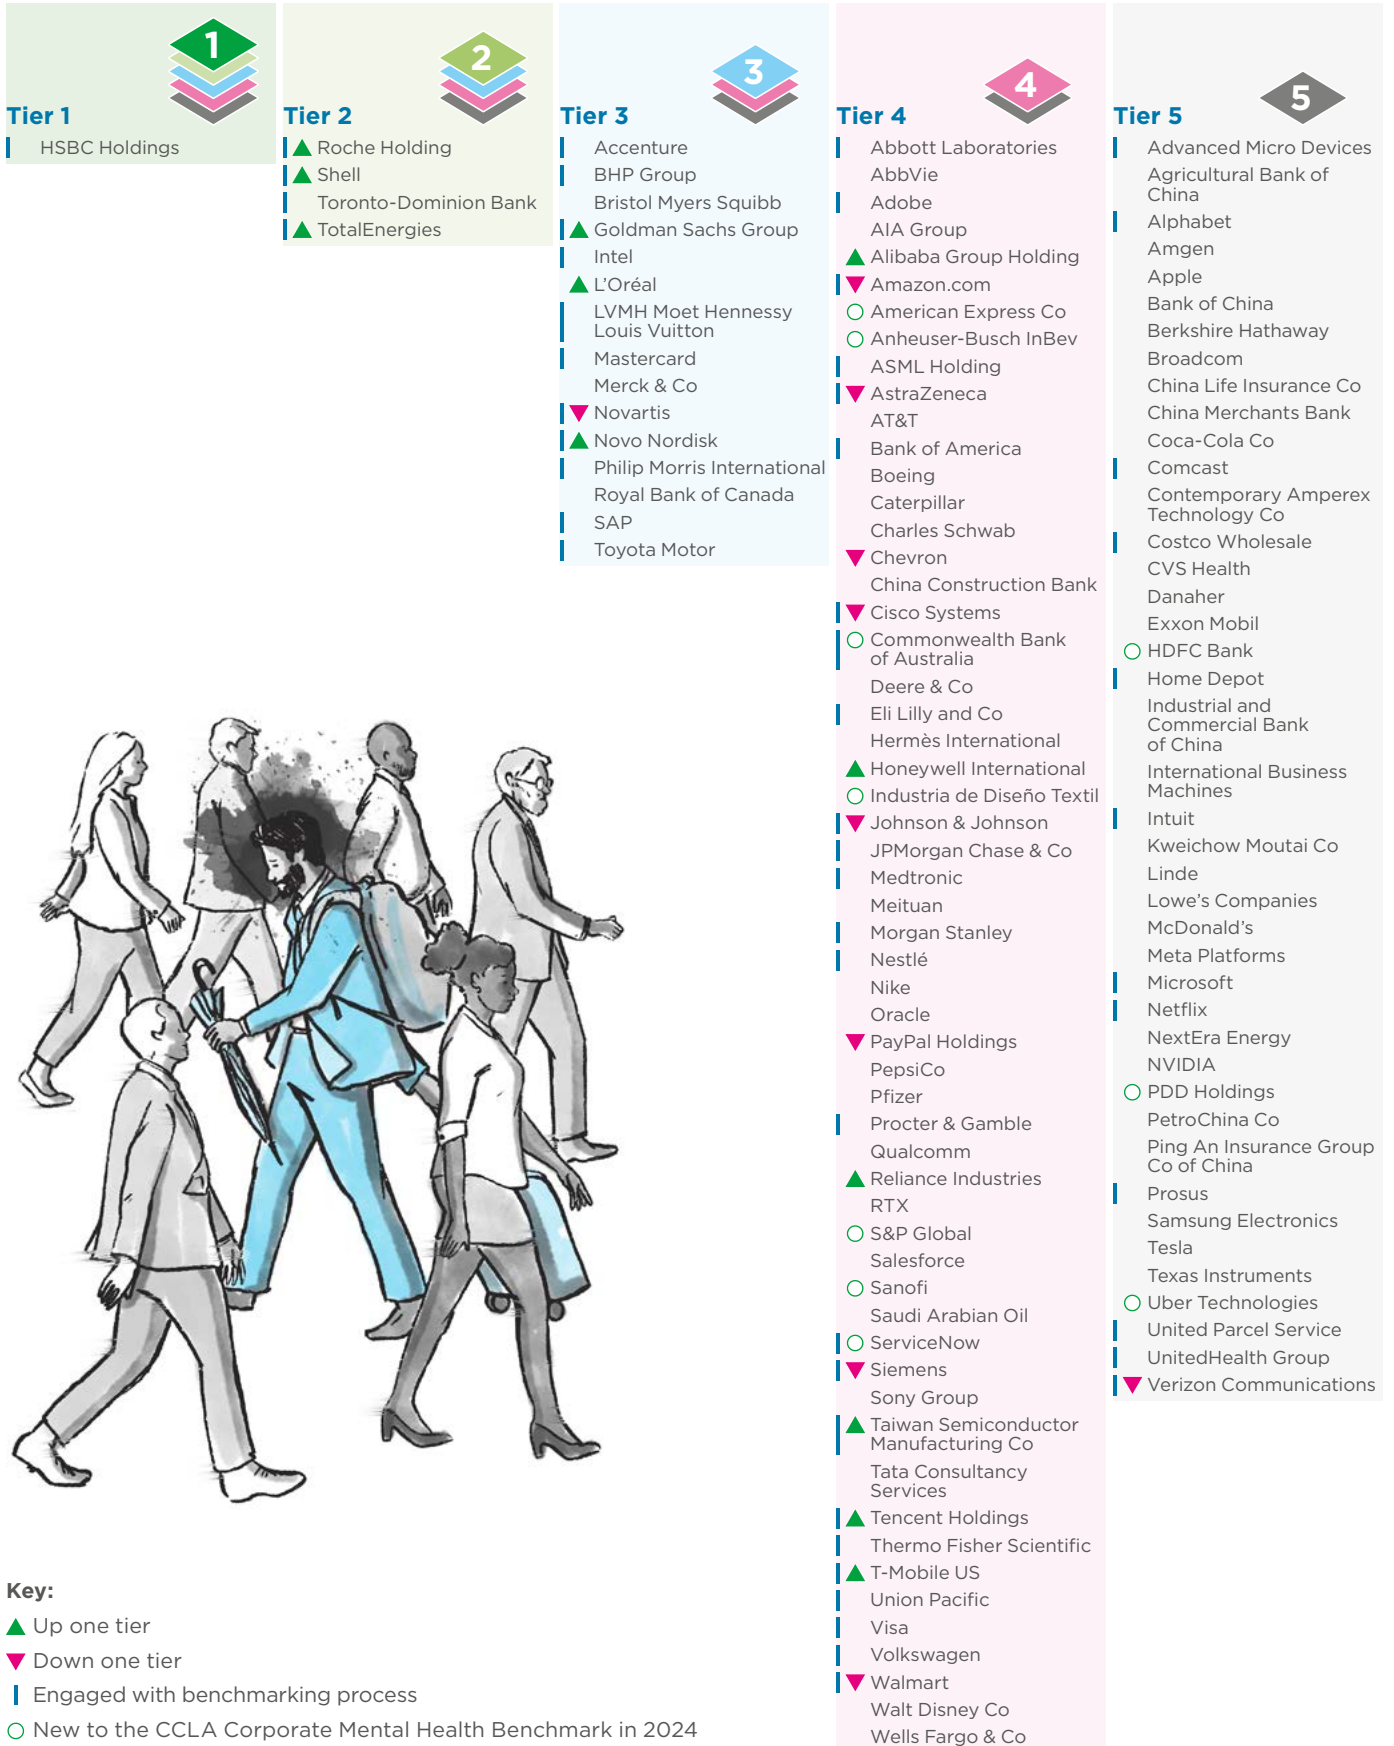 1
Tier 1
HSBC Holdings
2
Tier 2
Roche Holding
Shell
Toronto-Dominion Bank
TotalEnergies
3
Tier 3
Accenture
BHP Group
Bristol Myers Squibb
Goldman Sachs Group
Intel
L’Oréal
LVMH Moet Hennessy
Louis Vuitton
Mastercard
Merck & Co
Novartis
Novo Nordisk
Philip Morris International
Royal Bank of Canada
SAP
Toyota Motor
4
Tier 4
Abbott Laboratories
AbbVie
Adobe
AIA Group
Alibaba Group Holding
Amazon.com
American Express Co
Anheuser-Busch InBev
ASML Holding
AstraZeneca
AT&T
Bank of America
Boeing
Caterpillar
Charles Schwab
Chevron
China Construction Bank
Cisco Systems
Commonwealth Bank
of Australia
Deere & Co
Eli Lilly and Co
Hermès International
Honeywell International
Industria de Diseño Textil
Johnson & Johnson
JPMorgan Chase & Co
Medtronic
Meituan
Morgan Stanley
Nestlé
Nike
Oracle
PayPal Holdings
PepsiCo
Pfizer
Procter & Gamble
Qualcomm
Reliance Industries
RTX
S&P Global
Salesforce
Sanofi
Saudi Arabian Oil
ServiceNow
Siemens
Sony Group
Taiwan Semiconductor
Manufacturing Co
Tata Consultancy
Services
Tencent Holdings
Thermo Fisher Scientific
T-Mobile US
Union Pacific
Visa
Volkswagen
Walmart
Walt Disney Co
Wells Fargo & Co
5
Tier 5
Advanced Micro Devices
Agricultural Bank of
China
Alphabet
Amgen
Apple
Bank of China
Berkshire Hathaway
Broadcom
China Life Insurance Co
China Merchants Bank
Coca-Cola Co
Comcast
Contemporary Amperex
Technology Co
Costco Wholesale
CVS Health
Danaher
Exxon Mobil
HDFC Bank
Home Depot
Industrial and
Commercial Bank
of China
International Business
Machines
Intuit
Kweichow Moutai Co
Linde
Lowe’s Companies
McDonald’s
Meta Platforms
Microsoft
Netflix
NextEra Energy
NVIDIA
PDD Holdings
PetroChina Co
Ping An Insurance Group
Co of China
Prosus
Samsung Electronics
Tesla
Texas Instruments
Uber Technologies
United Parcel Service
UnitedHealth Group
Verizon Communications
Key:
Up one tier
Down one tier
Engaged with benchmarking process
New to the CCLA Corporate Mental Health Benchmark in 2024